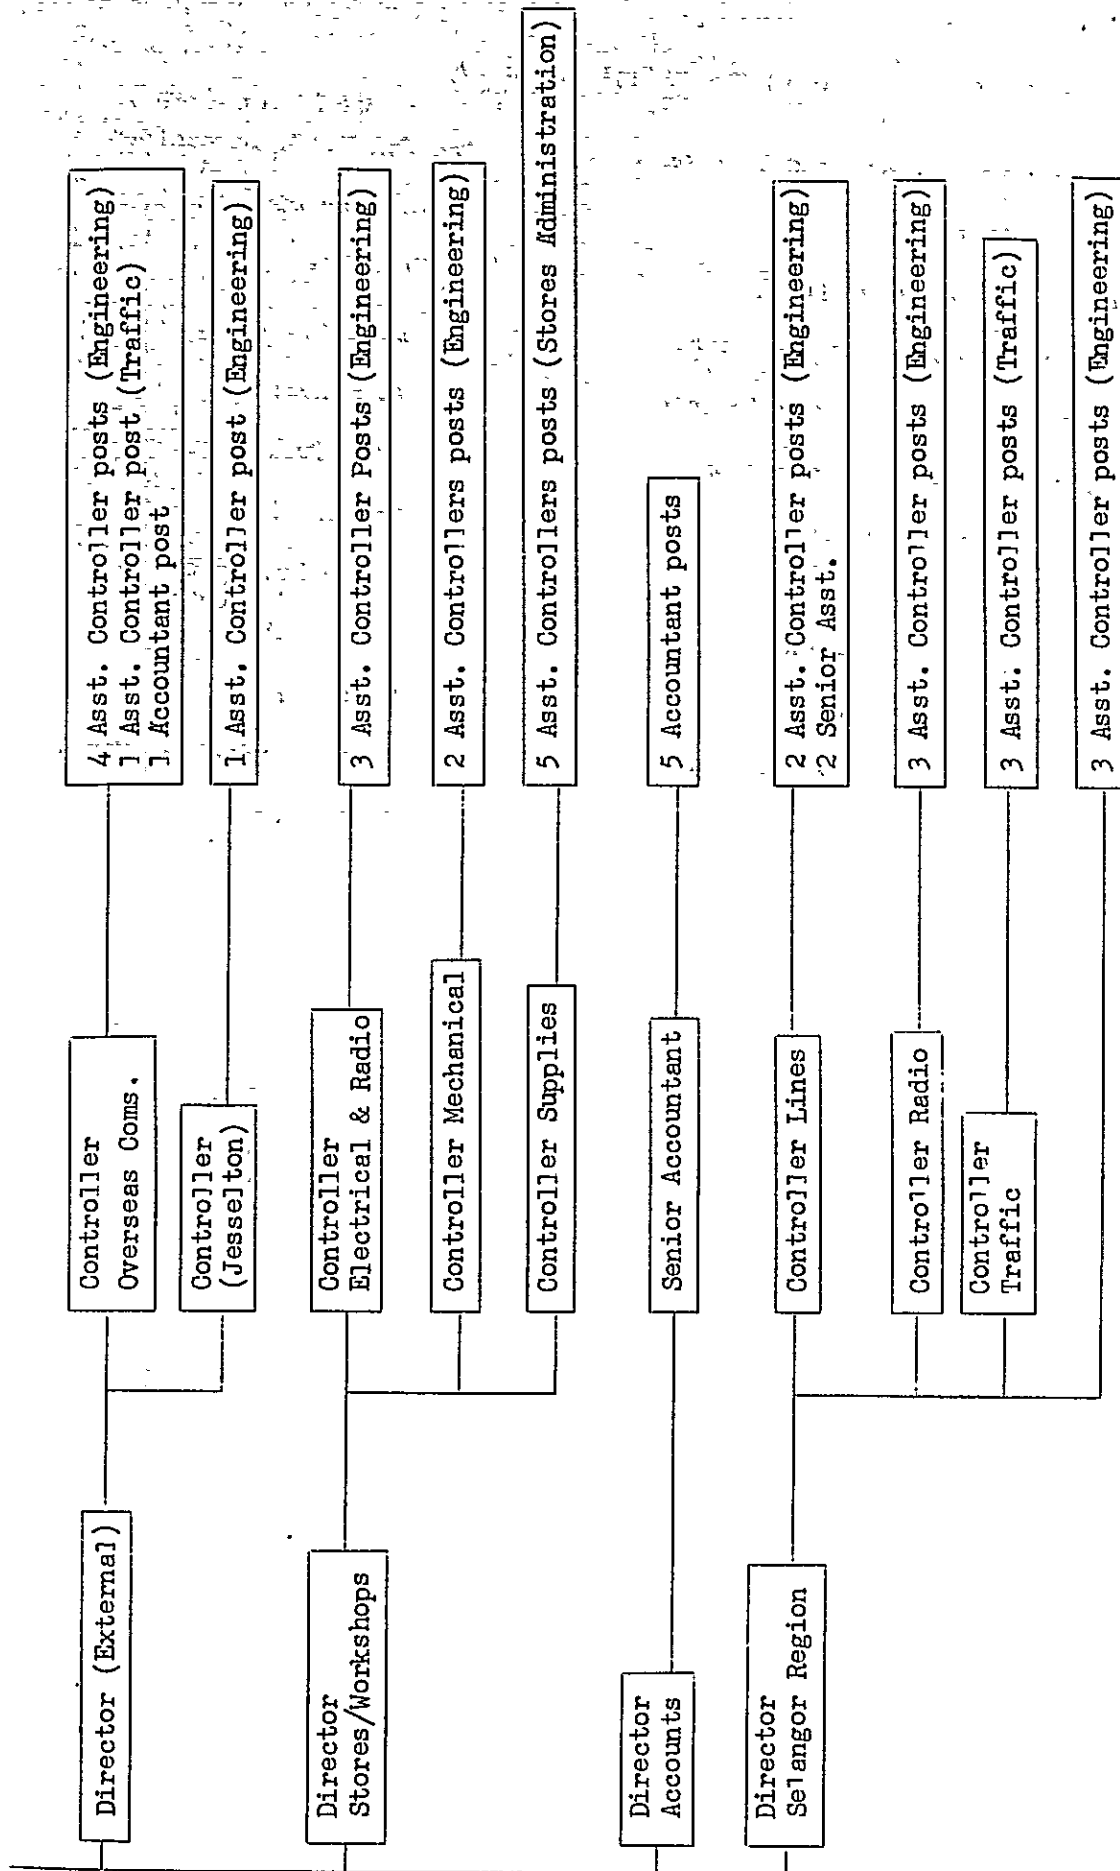 Director (External)
Controller
Overseas Coms.
4 Asst. Controller posts (Engineering)
1 Asst. Controller post (Traffic)
1 Accountant post
Controller
(Jesselton)
1 Asst. Controller post (Engineering)
Director
Stores/Workshops
Controller
Electrical & Radio
3 Asst. Controller Posts (Engineering)
Controller Mechanical
2 Asst. Controllers posts (Engineering)
Controller Supplies
5 Asst. Controllers posts (Stores Administration)
Director
Accounts
Senior Accountant
5 Accountant posts
Director
Selangor Region
Controller Lines
2 Asst. Controller posts (Engineering)
2 Senior Asst.
Controller Radio
3 Asst. Controller posts (Engineering)
Controller
Traffic
3 Asst. Controller posts (Traffic)
3 Asst. Controller posts (Engineering)